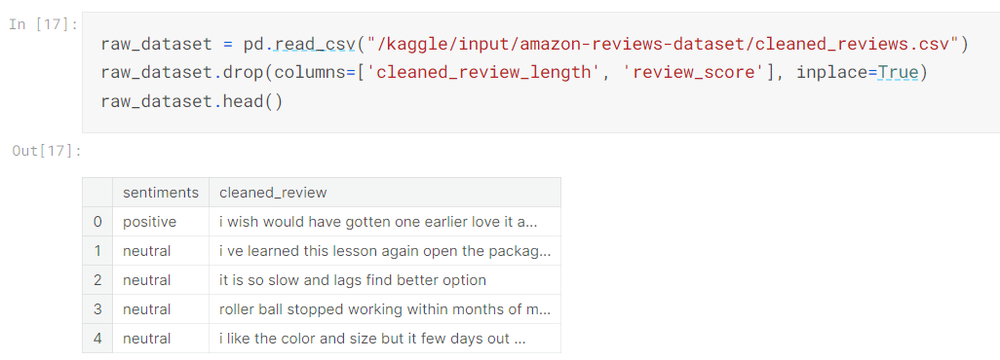 In [17]:
raw_dataset = pd.read_csv("/kaggle/input/amazon-reviews-dataset/cleaned_reviews.csv")
raw_dataset.drop(columns=['cleaned_review_length', 'review_score'], inplace=True)
raw_dataset.head()
Out[17]:
sentiments cleaned_review
0 positive i wish would have gotten one earlier love it a...
1 neutral i ve learned this lesson again open the packag...
2 neutral it is so slow and lags find better option
3 neutral roller ball stopped working within months of m...
4 neutral i like the color and size but it few days out ...